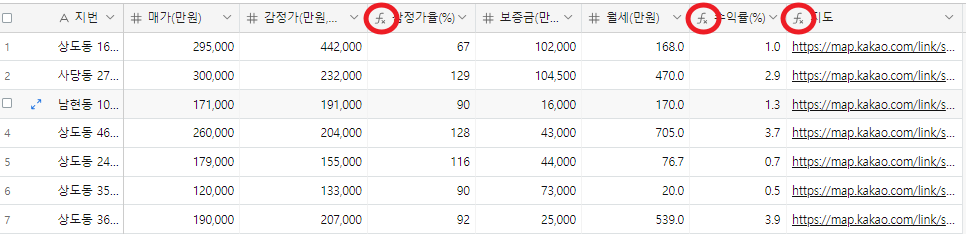 A 지번 # 매가(만원) # 감정가(만원,... fx 감정가율(%) # 보증금(만... # 월세(만원) fx 수익률(%) fx 지도
1 상도동 16... 295,000 442,000 67 102,000 168.0 1.0 https://map.kakao.com/link/s...
2 사당동 27... 300,000 232,000 129 104,500 470.0 2.9 https://map.kakao.com/link/s...
남현동 10... 171,000 191,000 90 16,000 170.0 1.3 https://map.kakao.com/link/s...
4 상도동 46... 260,000 204,000 128 43,000 705.0 3.7 https://map.kakao.com/link/s...
5 상도동 24... 179,000 155,000 116 44,000 76.7 0.7 https://map.kakao.com/link/s...
6 상도동 35... 120,000 133,000 90 73,000 20.0 0.5 https://map.kakao.com/link/s...
7 상도동 36... 190,000 207,000 92 25,000 539.0 3.9 https://map.kakao.com/link/s...